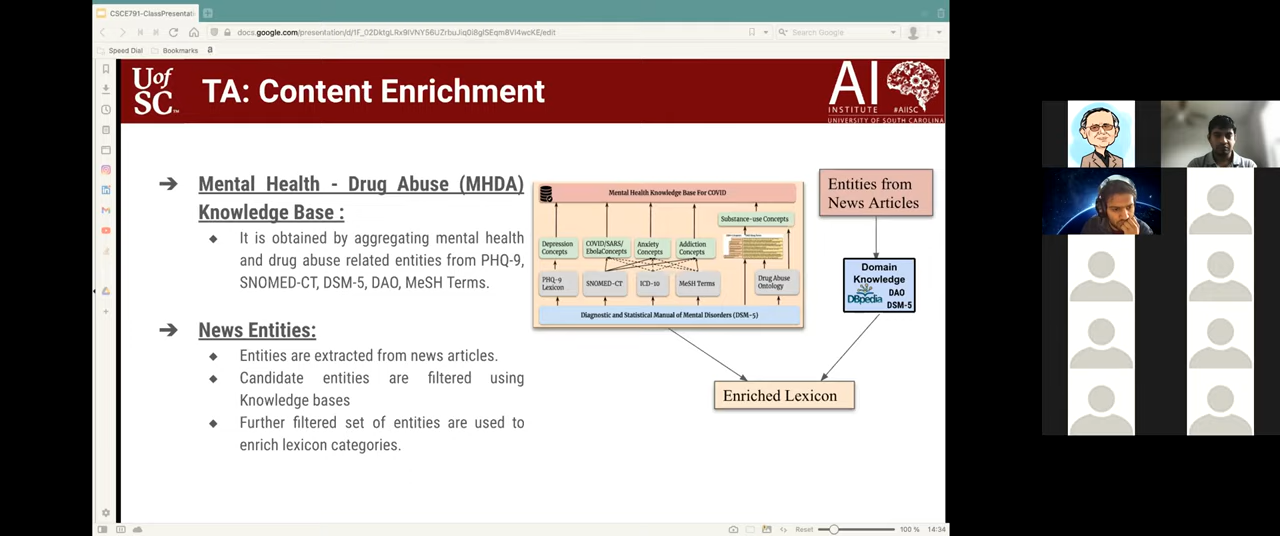 CSCE791-ClassPresentati
docs.google.com/presentation/d/1F_02DktgLRx9IVNY56UZrbuJiq0i8gISEqm8Vl4wcKE/edit
Search Google
Speed Dial
Bookmarks
a
UofSC
TA: Content Enrichment
AI
INSTITUTE #AIISC
UNIVERSITY OF SOUTH CAROLINA
➔ Mental Health - Drug Abuse (MHDA)
Knowledge Base :
◆ It is obtained by aggregating mental health
and drug abuse related entities from PHQ-9,
SNOMED-CT, DSM-5, DAO, MeSH Terms.
➔ News Entities:
◆ Entities are extracted from news articles.
◆ Candidate entities are filtered using
Knowledge bases
◆ Further filtered set of entities are used to
enrich lexicon categories.
Mental Health Knowledge Base For COVID
Substance-use Concepts
Depression
Concepts
COVID/SARS/
EbolaConcepts
Anxiety
Concepts
Addiction
Concepts
PHQ-9
Lexicon
SNOMED-CT
ICD-10
MeSH Terms
Drug Abuse
Ontology
Diagnostic and Statistical Manual of Mental Disorders (DSM-5)
Entities from
News Articles
Domain
Knowledge
DBpedia
DAO
DSM-5
Enriched Lexicon
Reset
100 %
14:34